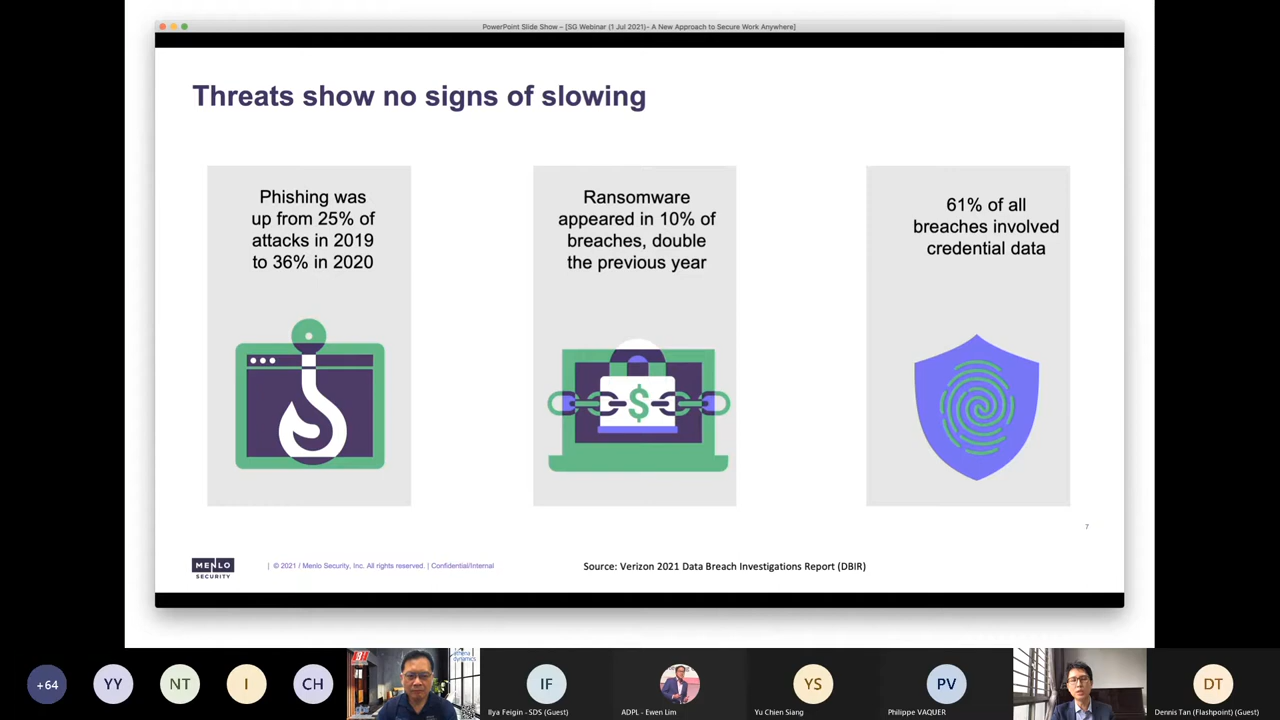 PowerPoint Slide Show – [SG Webinar (1 Jul 2021)- A New Approach to Secure Work Anywhere]
Threats show no signs of slowing
Phishing was
up from 25% of
attacks in 2019
to 36% in 2020
Ransomware
appeared in 10% of
breaches, double
the previous year
61% of all
breaches involved
credential data
$
7
MENLO
SECURITY
| © 2021 / Menlo Security, Inc. All rights reserved. | Confidential/Internal
Source: Verizon 2021 Data Breach Investigations Report (DBIR)
+64
YY
NT
I
CH
athena
dynamics
IF
Ilya Feigin - SDS (Guest)
ADPL - Ewen Lim
YS
Yu Chien Siang
PV
Philippe VAQUER
DT
Dennis Tan (Flashpoint) (Guest)